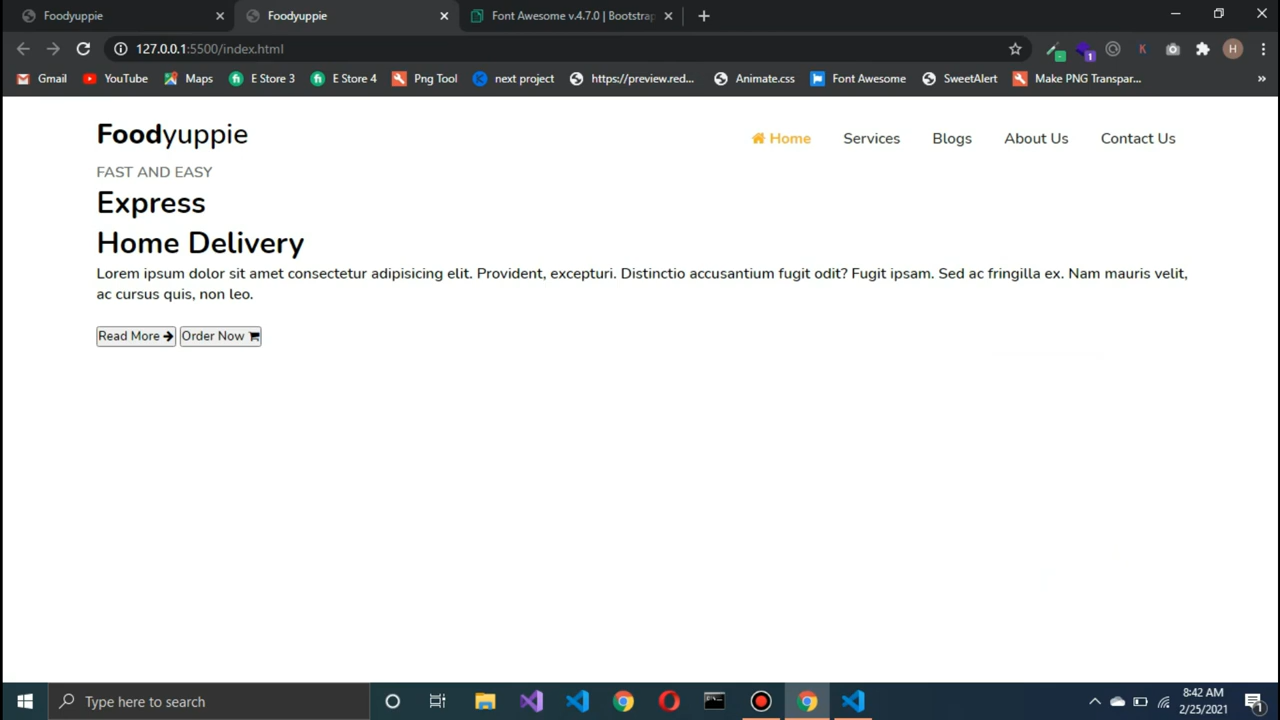 Foodyuppie
Foodyuppie
Font Awesome v.4.7.0 | Bootstrap
127.0.0.1:5500/index.html
K
1
H
Gmail
YouTube
Maps
E Store 3
E Store 4
Png Tool
next project
https://preview.red...
Animate.css
Font Awesome
SweetAlert
Make PNG Transpar...
»
Foodyuppie
Home
Services
Blogs
About Us
Contact Us
FAST AND EASY
Express
Home Delivery
Lorem ipsum dolor sit amet consectetur adipisicing elit. Provident, excepturi. Distinctio accusantium fugit odit? Fugit ipsam. Sed ac fringilla ex. Nam mauris velit,
ac cursus quis, non leo.
Read More
Order Now
Type here to search
8:42 AM
2/25/2021
1